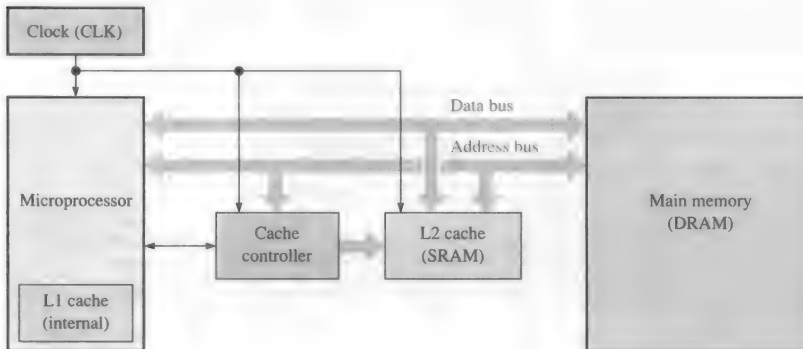 Clock (CLK)
Data bus
Address bus
Microprocessor
Cache
controller
L2 cache
(SRAM)
Main memory
(DRAM)
L1 cache
(internal)